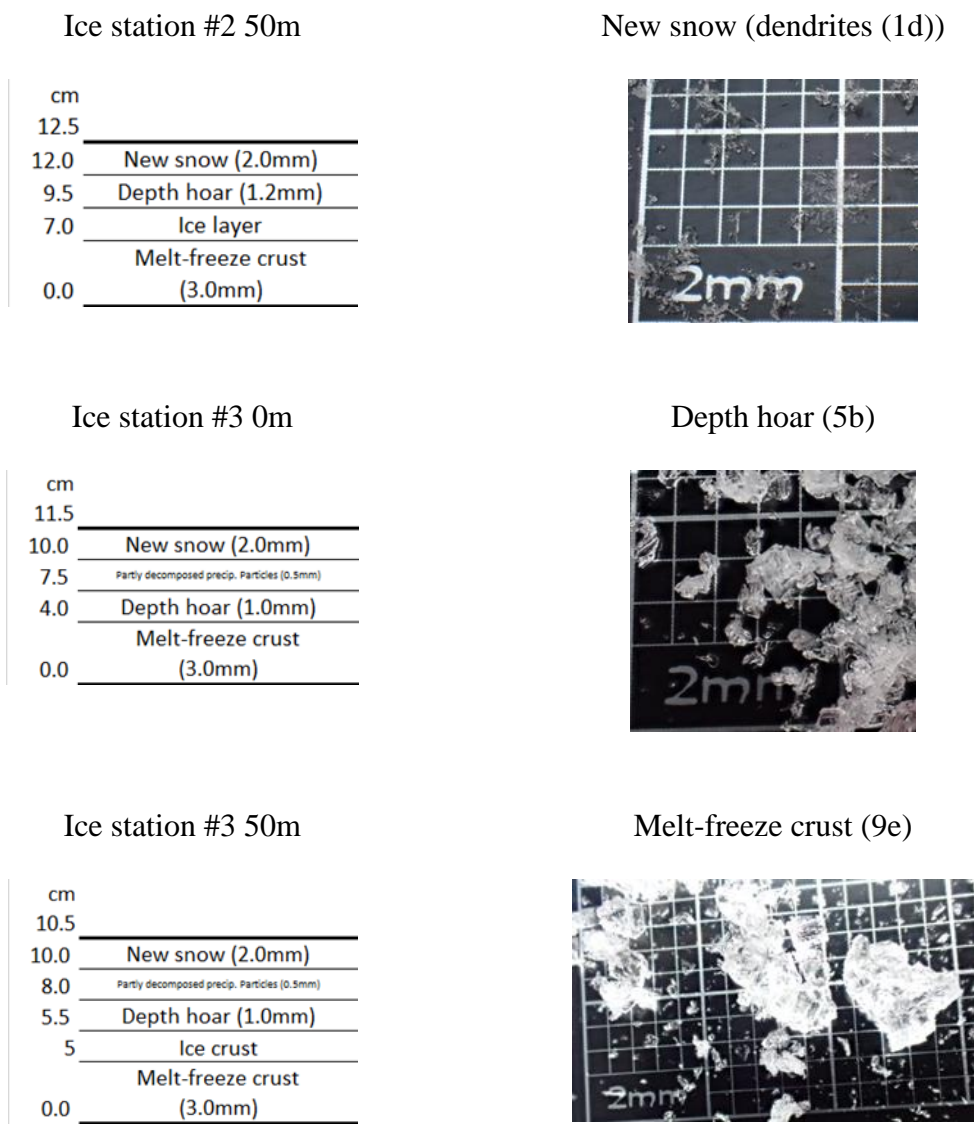 Ice station #2 50m
New snow (dendrites (1d))
cm
12.5
12.0 New snow (2.0mm)
9.5 Depth hoar (1.2mm)
7.0 Ice layer
Melt-freeze crust
0.0 (3.0mm)
2mm
Ice station #3 0m
Depth hoar (5b)
cm
11.5
10.0 New snow (2.0mm)
7.5 Partly decomposed precip. Particles (0.5mm)
4.0 Depth hoar (1.0mm)
Melt-freeze crust
0.0 (3.0mm)
2mm
Ice station #3 50m
Melt-freeze crust (9e)
cm
10.5
10.0 New snow (2.0mm)
8.0 Partly decomposed precip. Particles (0.5mm)
5.5 Depth hoar (1.0mm)
5 Ice crust
Melt-freeze crust
0.0 (3.0mm)
2mm